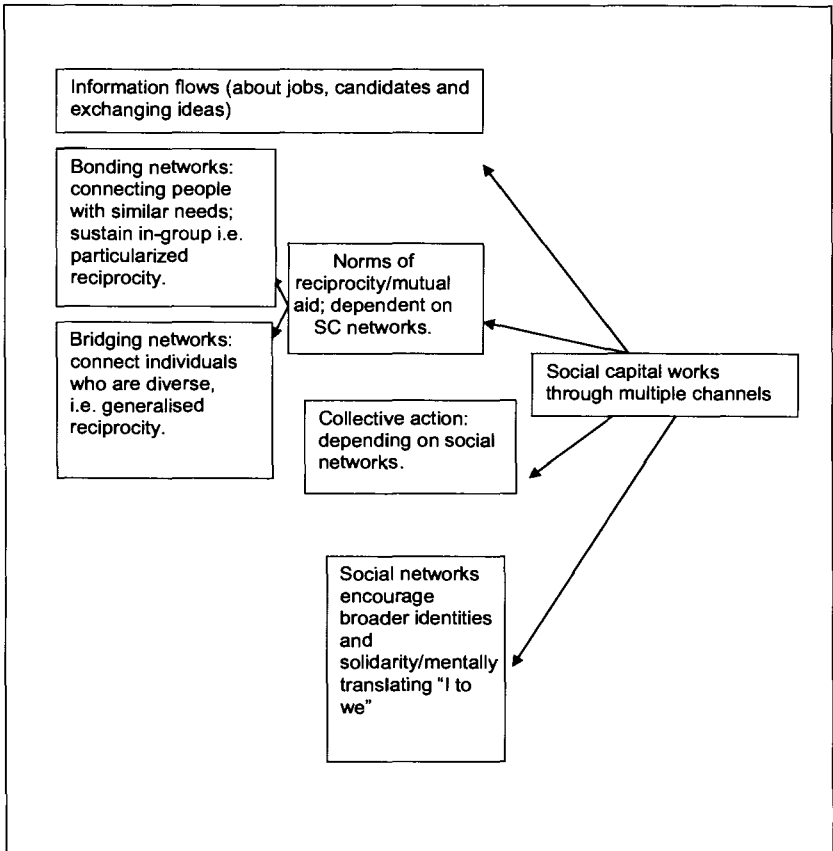 Information flows (about jobs, candidates and
exchanging ideas)
Bonding networks:
connecting people
with similar needs;
sustain in-group i.e.
particularized
reciprocity.
Norms of
reciprocity/mutual
aid; dependent on
SC networks.
Bridging networks:
connect individuals
who are diverse,
i.e. generalised
reciprocity.
Social capital works
through multiple channels
Collective action:
depending on social
networks.
Social networks
encourage
broader identities
and
solidarity/mentally
translating "I to
we"